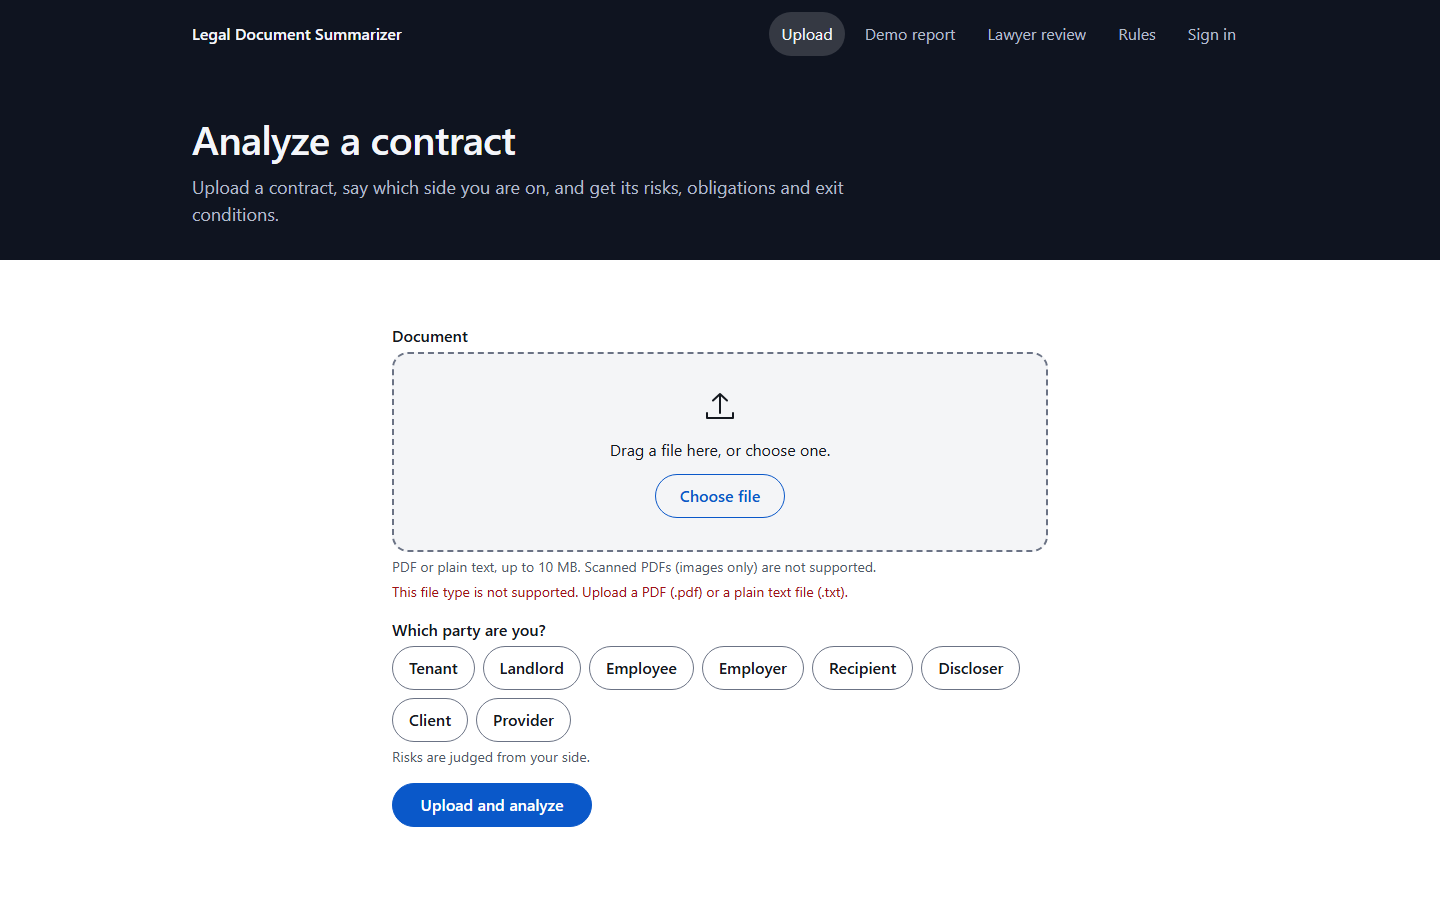 Legal Document Summarizer
Upload
Demo report
Lawyer review
Rules
Sign in
Analyze a contract
Upload a contract, say which side you are on, and get its risks, obligations and exit
conditions.
Document
Drag a file here, or choose one.
Choose file
PDF or plain text, up to 10 MB. Scanned PDFs (images only) are not supported.
This file type is not supported. Upload a PDF (.pdf) or a plain text file (.txt).
Which party are you?
Tenant
Landlord
Employee
Employer
Recipient
Discloser
Client
Provider
Risks are judged from your side.
Upload and analyze